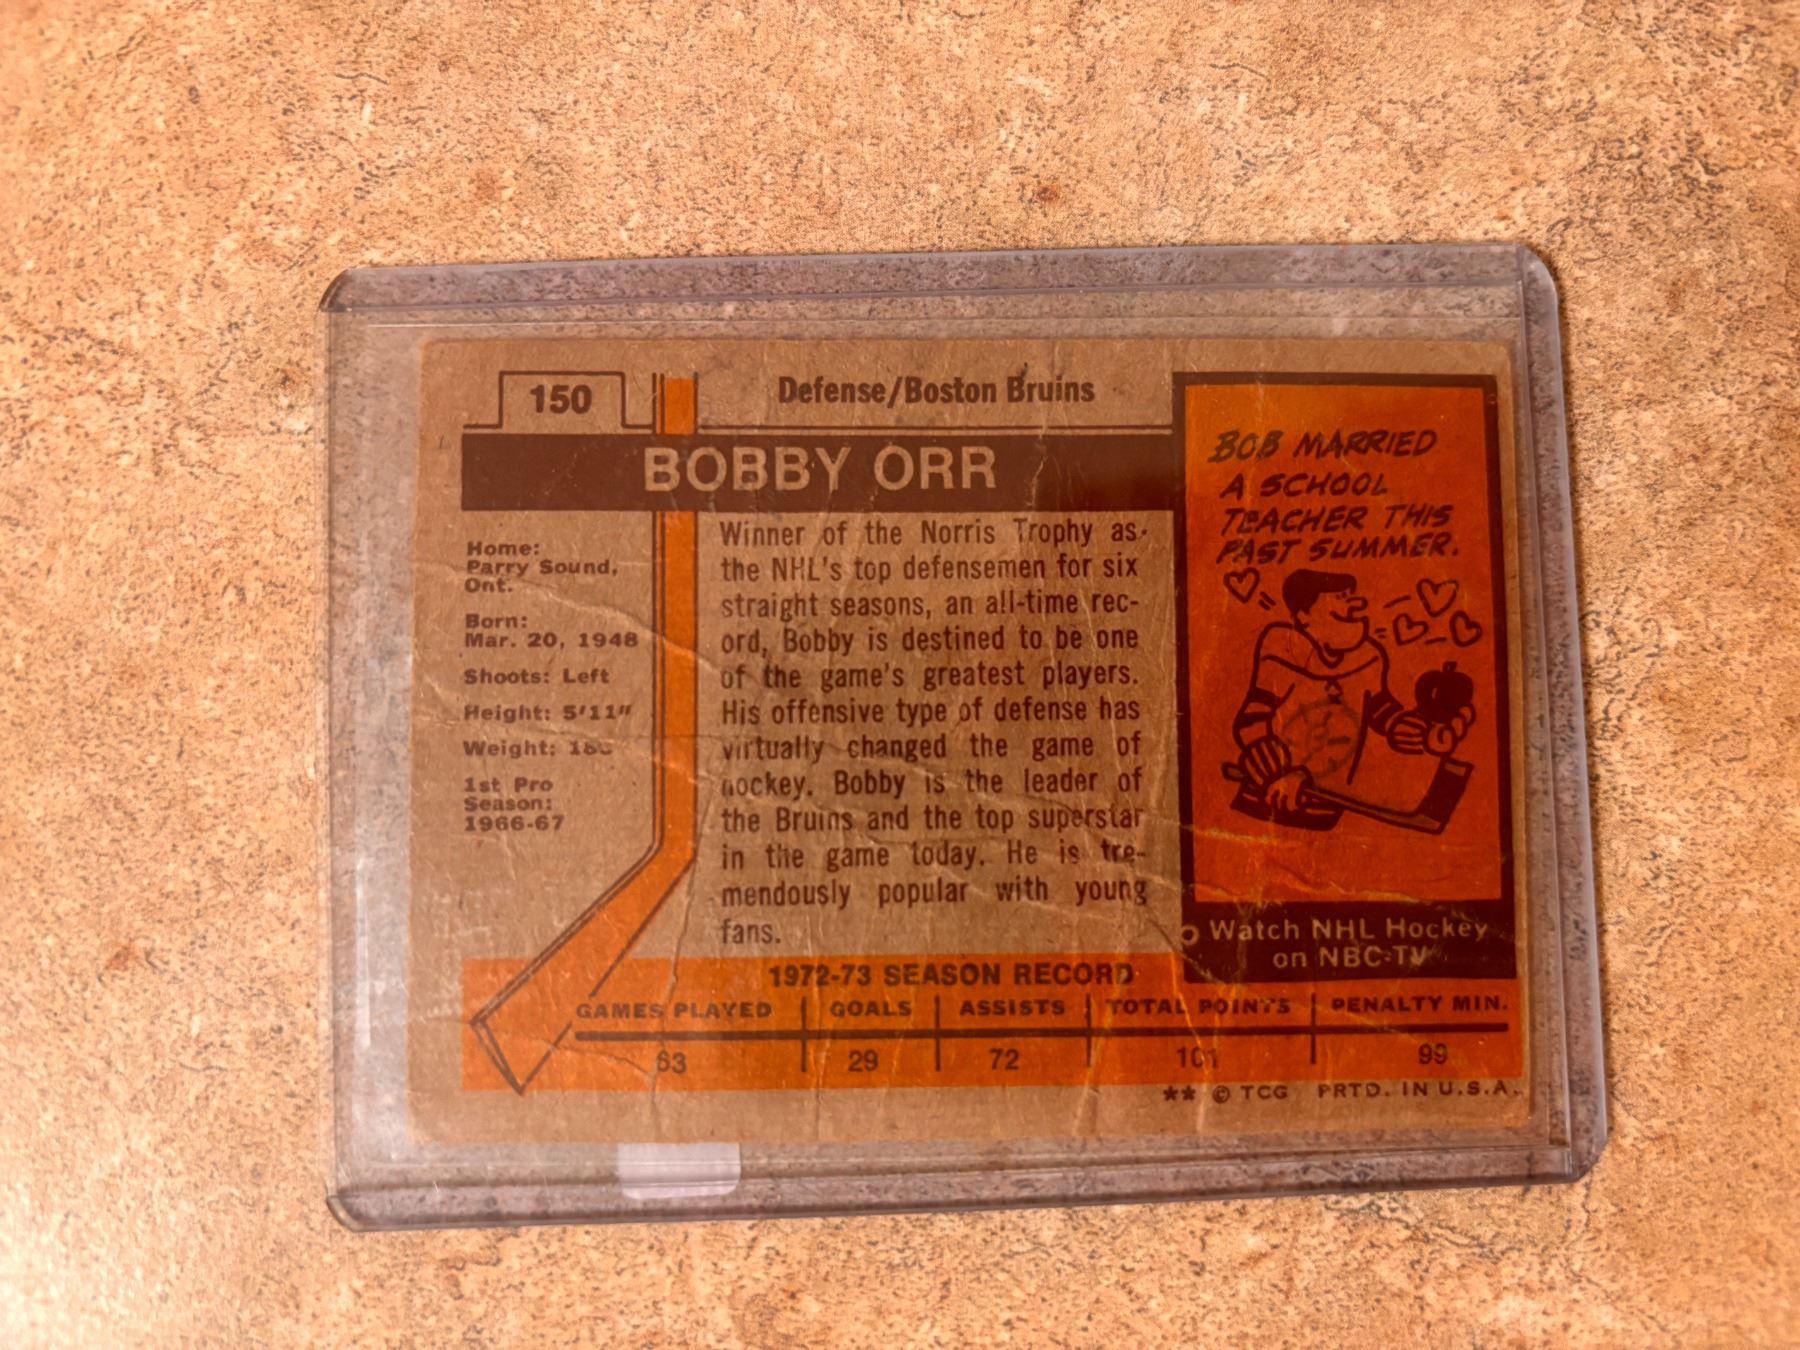 150
Defense/Boston Bruins
BOBBY ORR
Home:
Parry Sound,
Ont.
Born:
Mar. 20, 1948
Shoots: Left
Height: 5'11"
Weight:
1st Pro
Season:
1966-67
Winner of the Norris Trophy as
the NHL's top defensemen for six
straight seasons, an all-time rec-
ord, Bobby is destined to be one
of the game's greatest players.
His offensive type of defense has
virtually changed the game of
hockey. Bobby is the leader of
the Bruins and the top superstar
in the game today. He is tre-
mendously popular with young
fans.
BOB MARRIED
A SCHOOL
TEACHER THIS
PAST SUMMER.
Watch NHL Hockey
on NBC-TV
1972-73 SEASON RECORD
GAMES PLAYED GOALS ASSISTS TOTAL POINTS PENALTY MIN.
63 29 72 101 99
** © TCG PRTD. IN U.S.A.